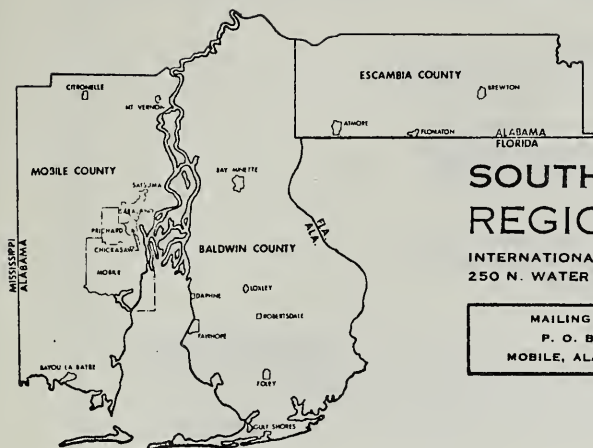 ESCAMBIA COUNTY
CITRONELLE
BREWTON
MT. VERNON
ATMORE
FLOMATON
ALABAMA
FLORIDA
MOBILE COUNTY
BAY MINETTE
SATSUMA
SOUTH
REGIO
FLA.
ALA.
PRICHARD
CHICKASAW
BALDWIN COUNTY
INTERNATIONAL
250 N. WATER
MISSISSIPPI
ALABAMA
MOBILE
DAPHNE
LOXLEY
ROBERTSDALE
FAIRHOPE
MAILING
P. O. B
MOBILE, ALA
BAYOU LA BATRE
FOLEY
GULF SHORES